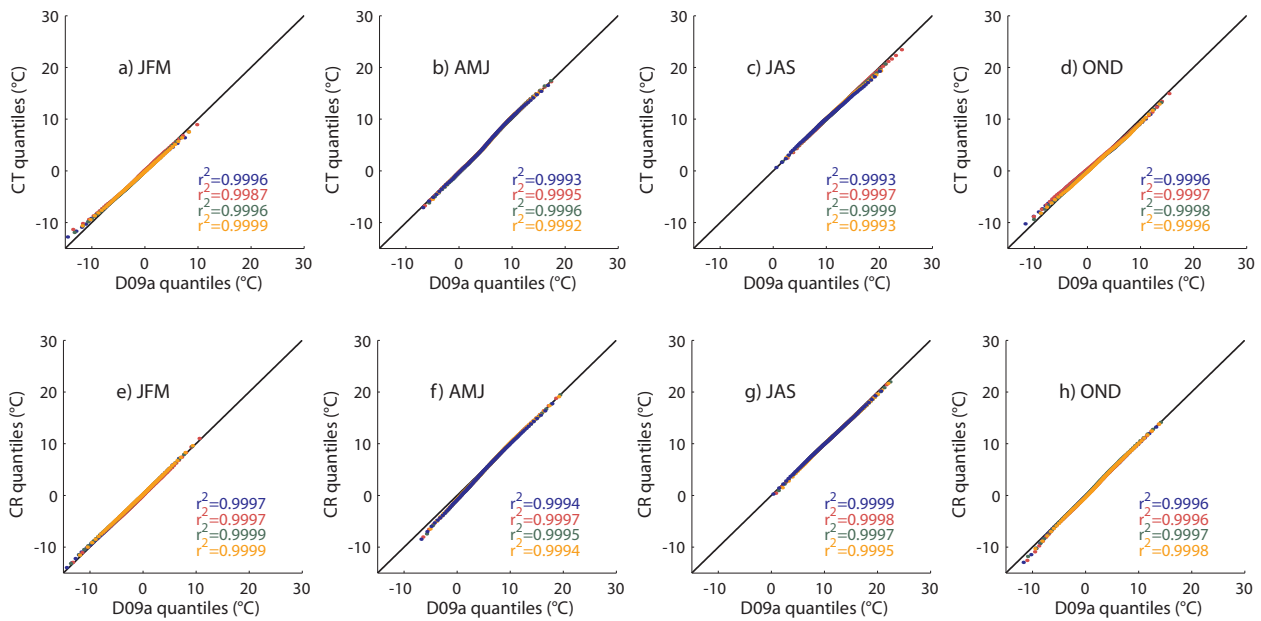 30
20
10
0
-10
CT quantiles (°C)
a) JFM
r²=0.9996
r²=0.9987
r²=0.9996
r²=0.9999
-10 0 10 20 30
D09a quantiles (°C)
30
20
10
0
-10
CT quantiles (°C)
b) AMJ
r²=0.9993
r²=0.9995
r²=0.9996
r²=0.9992
-10 0 10 20 30
D09a quantiles (°C)
30
20
10
0
-10
CT quantiles (°C)
c) JAS
r²=0.9993
r²=0.9997
r²=0.9999
r²=0.9993
-10 0 10 20 30
D09a quantiles (°C)
30
20
10
0
-10
CT quantiles (°C)
d) OND
r²=0.9996
r²=0.9997
r²=0.9998
r²=0.9996
-10 0 10 20 30
D09a quantiles (°C)
30
20
10
0
-10
CR quantiles (°C)
e) JFM
r²=0.9997
r²=0.9997
r²=0.9999
r²=0.9999
-10 0 10 20 30
D09a quantiles (°C)
30
20
10
0
-10
CR quantiles (°C)
f) AMJ
r²=0.9994
r²=0.9997
r²=0.9995
r²=0.9994
-10 0 10 20 30
D09a quantiles (°C)
30
20
10
0
-10
CR quantiles (°C)
g) JAS
r²=0.9999
r²=0.9998
r²=0.9997
r²=0.9995
-10 0 10 20 30
D09a quantiles (°C)
30
20
10
0
-10
CR quantiles (°C)
h) OND
r²=0.9996
r²=0.9996
r²=0.9997
r²=0.9998
-10 0 10 20 30
D09a quantiles (°C)